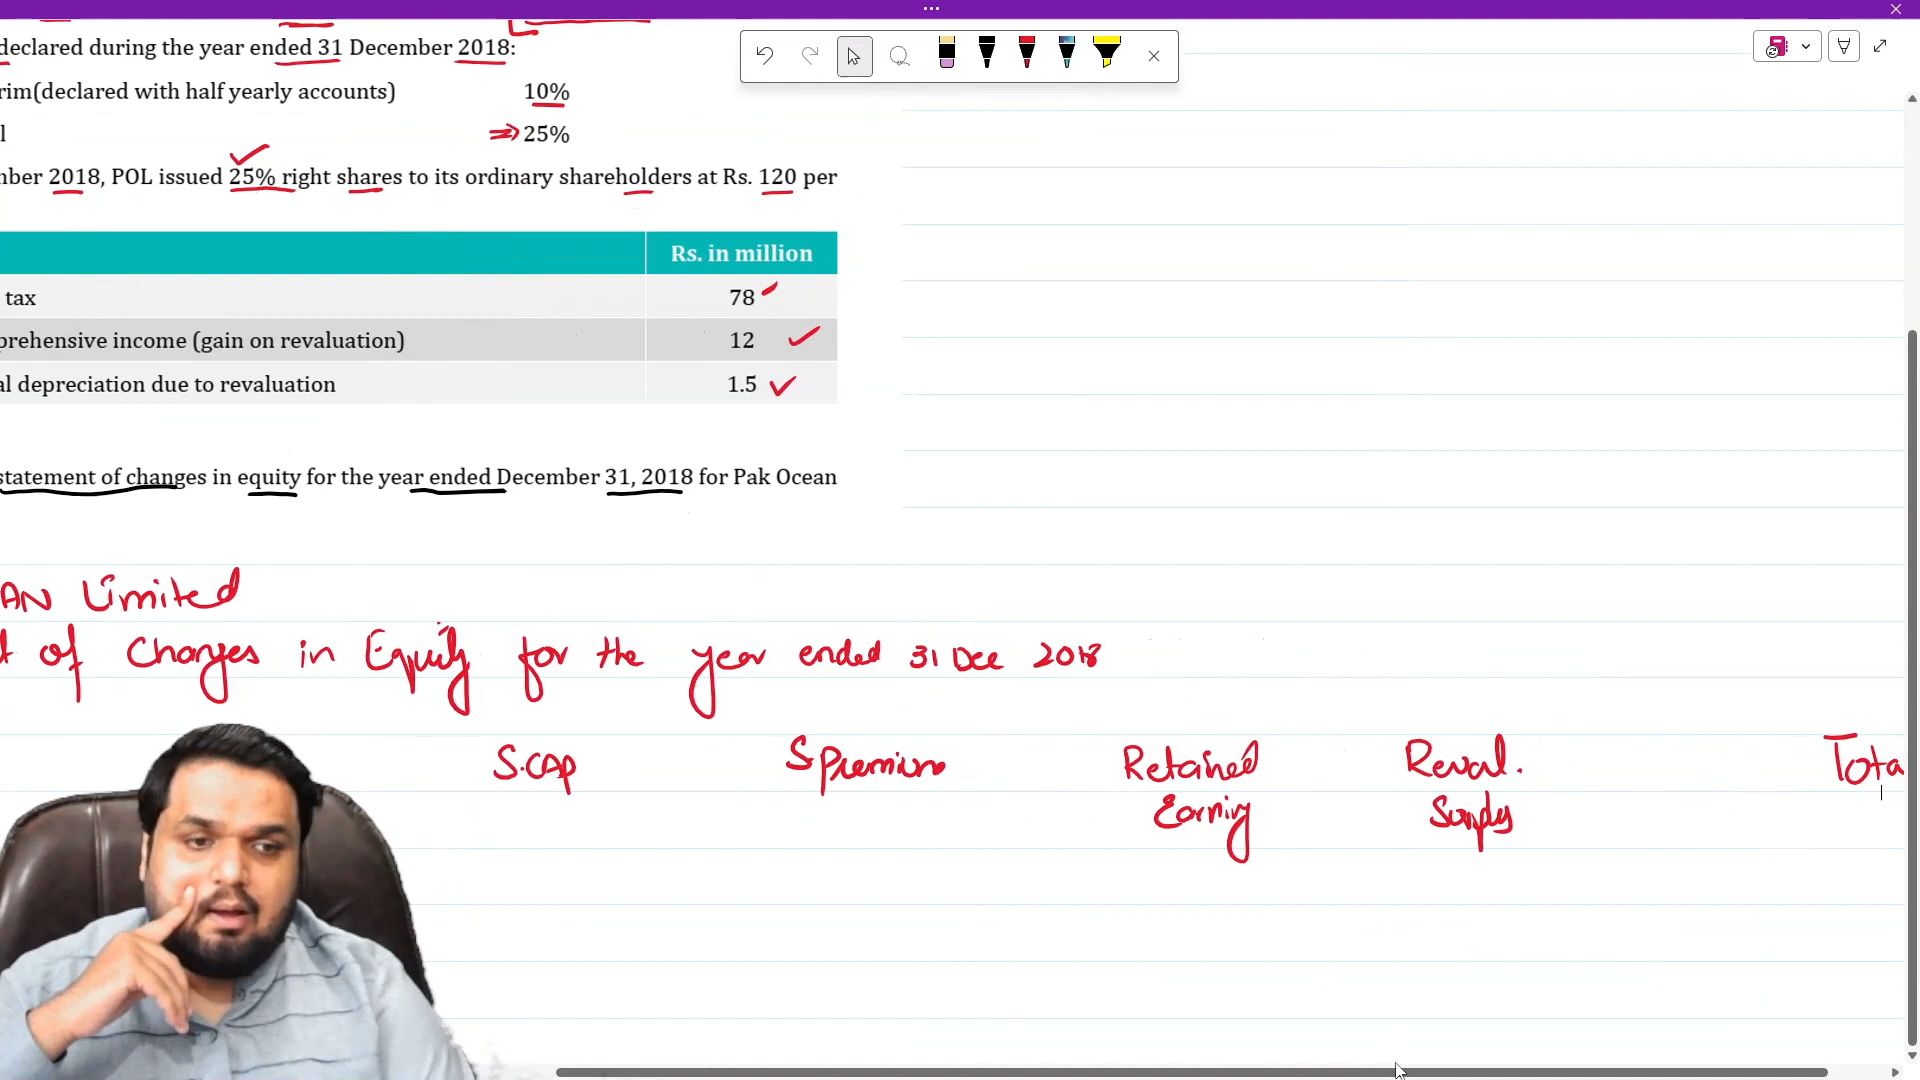 declared during the year ended 31 December 2018:
rim(declared with half yearly accounts) 10%
l 25%
nber 2018, POL issued 25% right shares to its ordinary shareholders at Rs. 120 per
Rs. in million
tax 78
prehensive income (gain on revaluation) 12
al depreciation due to revaluation 1.5
statement of changes in equity for the year ended December 31, 2018 for Pak Ocean
AN Limited
t of Changes in Equity for the year ended 31 Dec 2018
S.CAP S Premium Retained Earning Reval. Surplus Tota